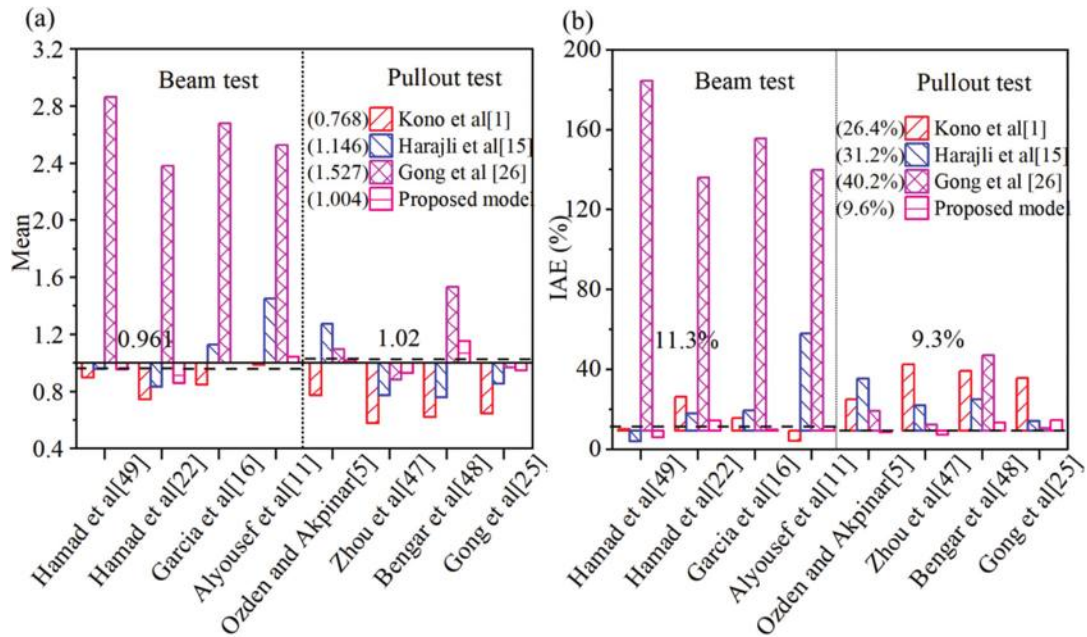 (a)
Mean
3.2
2.8
2.4
2.0
1.6
1.2
0.8
0.4
Beam test
Pullout test
(0.768) Kono et al[1]
(1.146) Harajli et al[15]
(1.527) Gong et al [26]
(1.004) Proposed model
0.961
1.02
Hamad et al[49]
Hamad et al[22]
Garcia et al[16]
Alyousef et al[11]
Ozden and Akpinar[5]
Zhou et al[47]
Bengar et al[48]
Gong et al[25]
(b)
IAE (%)
200
160
120
80
40
0
Beam test
Pullout test
(26.4%) Kono et al[1]
(31.2%) Harajli et al[15]
(40.2%) Gong et al [26]
(9.6%) Proposed model
11.3%
9.3%
Hamad et al[49]
Hamad et al[22]
Garcia et al[16]
Alyousef et al[11]
Ozden and Akpinar[5]
Zhou et al[47]
Bengar et al[48]
Gong et al[25]